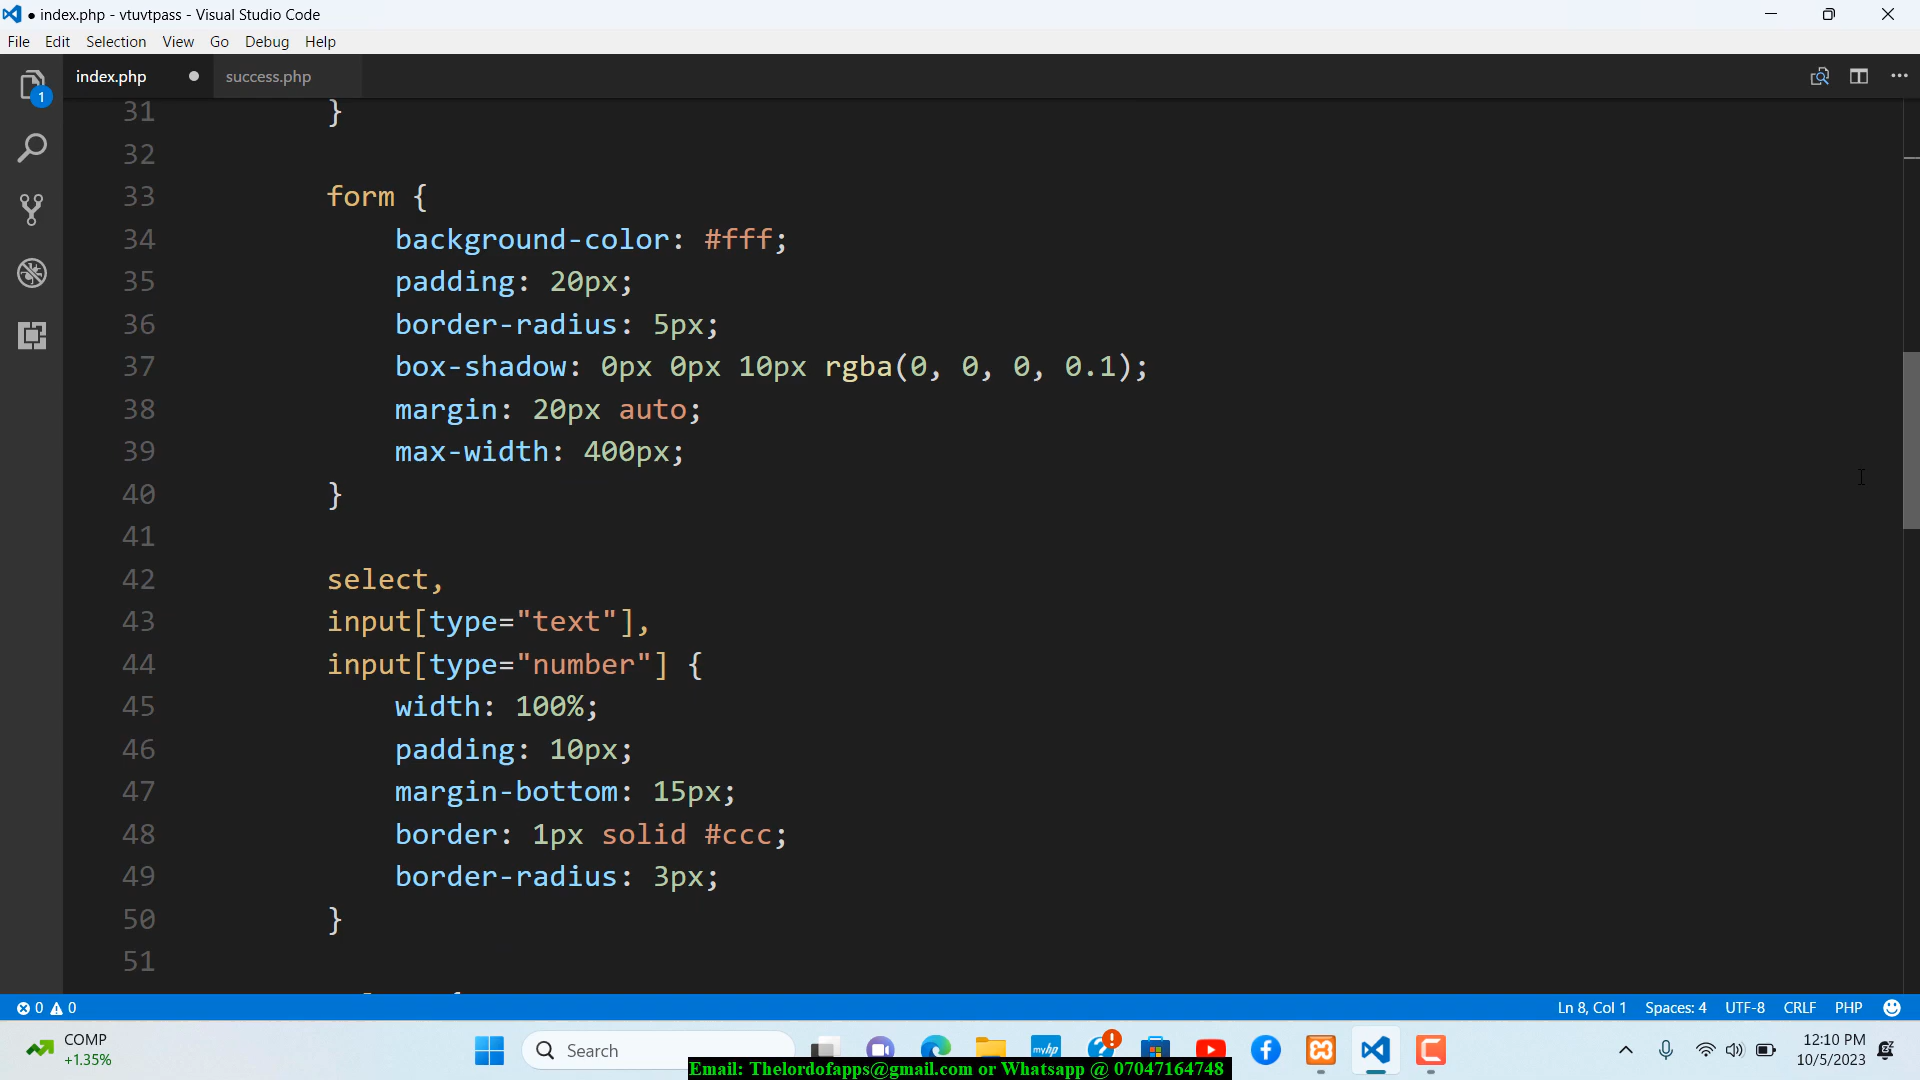 index.php - vtuvtpass - Visual Studio Code
File Edit Selection View Go Debug Help
index.php success.php
1
31 }
32
33 form {
34 background-color: #fff;
35 padding: 20px;
36 border-radius: 5px;
37 box-shadow: 0px 0px 10px rgba(0, 0, 0, 0.1);
38 margin: 20px auto;
39 max-width: 400px;
40 }
41
42 select,
43 input[type="text"],
44 input[type="number"] {
45 width: 100%;
46 padding: 10px;
47 margin-bottom: 15px;
48 border: 1px solid #ccc;
49 border-radius: 3px;
50 }
51
0 0 Ln 8, Col 1 Spaces: 4 UTF-8 CRLF PHP
COMP
+1.35%
Search
myhp
12:10 PM
10/5/2023
Email: Thelordofapps@gmail.com or Whatsapp @ 07047164748